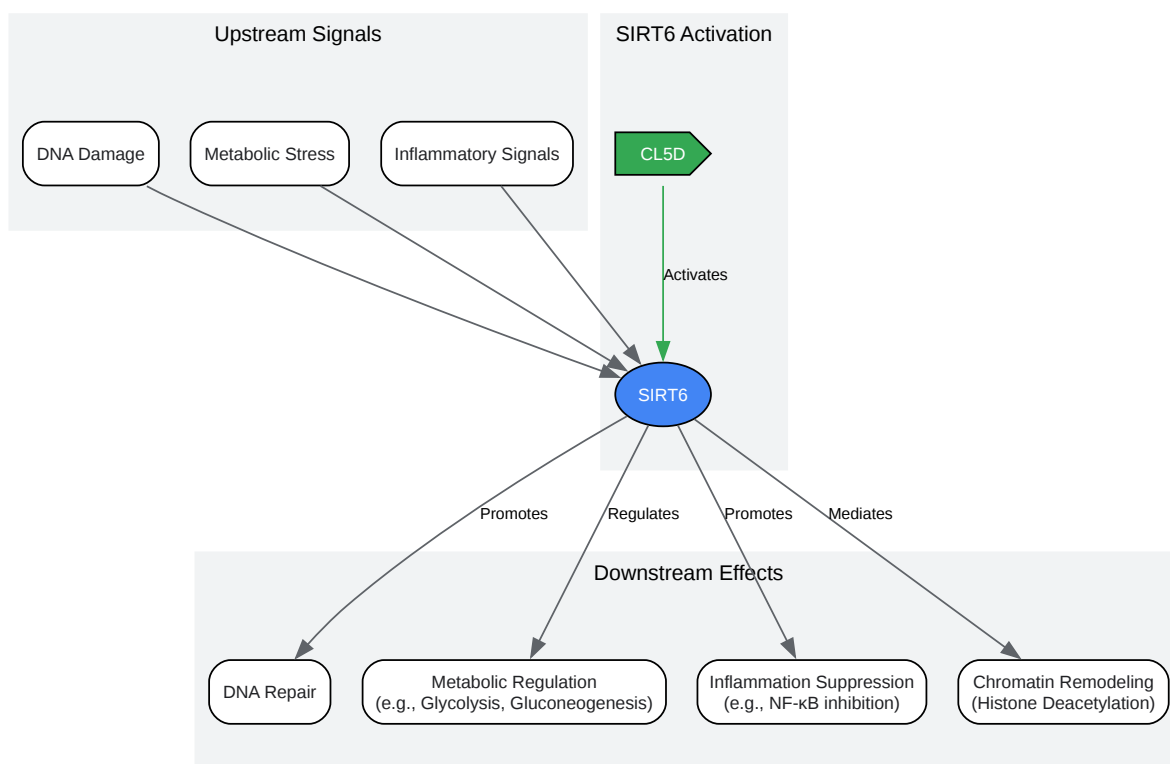 Upstream Signals
SIRT6 Activation
DNA Damage
Metabolic Stress
Inflammatory Signals
CL5D
Activates
SIRT6
Promotes
Regulates
Promotes
Mediates
Downstream Effects
DNA Repair
Metabolic Regulation
(e.g., Glycolysis, Gluconeogenesis)
Inflammation Suppression
(e.g., NF-κB inhibition)
Chromatin Remodeling
(Histone Deacetylation)